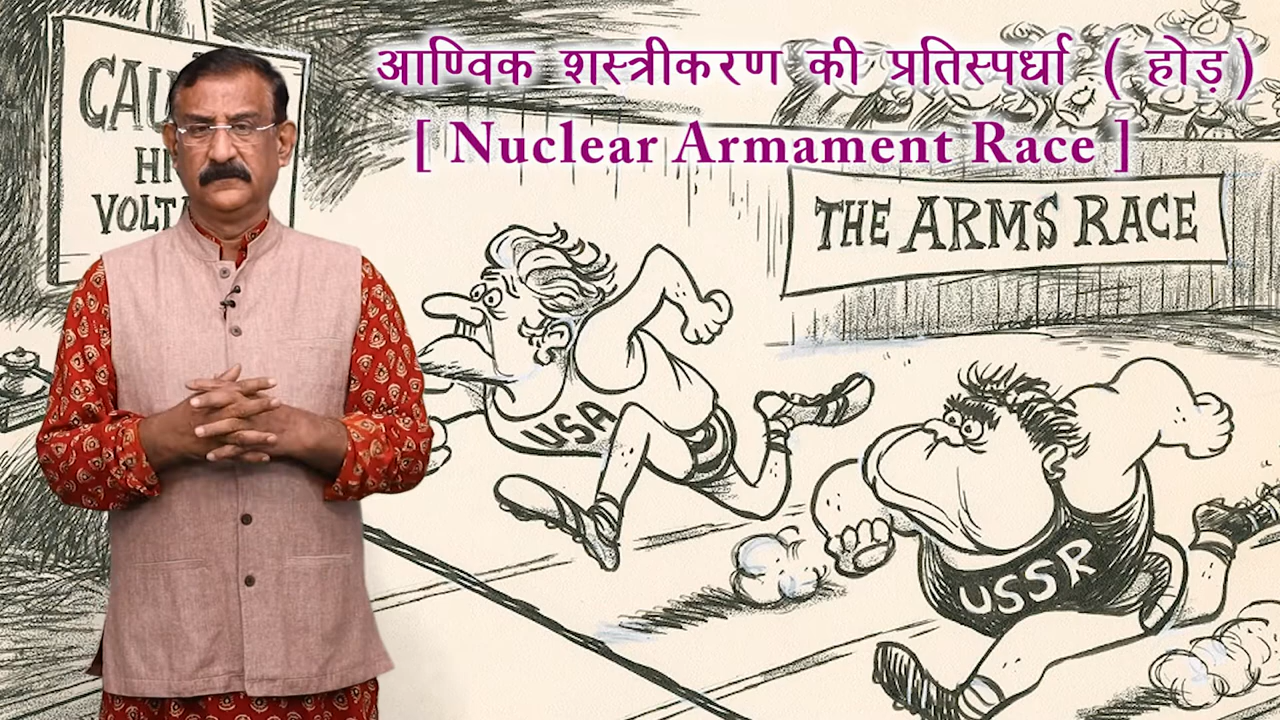 आण्विक शस्त्रीकरण की प्रतिस्पर्धा ( होड़ )
[ Nuclear Armament Race ]
THE ARMS RACE
USA
USSR